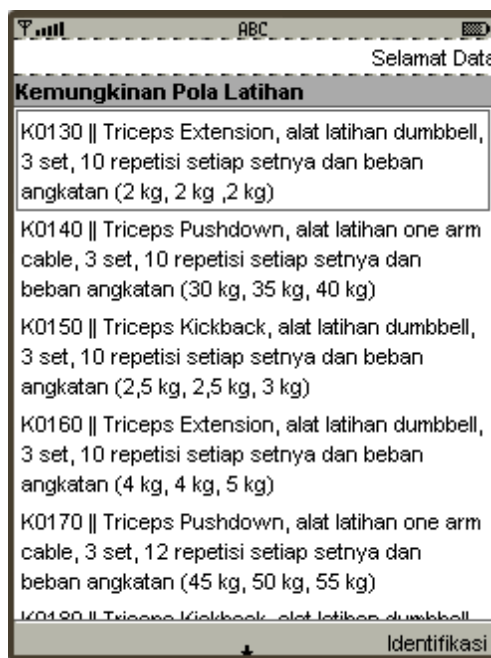 ABC
Selamat Data
Kemungkinan Pola Latihan
K0130 || Triceps Extension, alat latihan dumbbell,
3 set, 10 repetisi setiap setnya dan beban
angkatan (2 kg, 2 kg ,2 kg)
K0140 || Triceps Pushdown, alat latihan one arm
cable, 3 set, 10 repetisi setiap setnya dan
beban angkatan (30 kg, 35 kg, 40 kg)
K0150 || Triceps Kickback, alat latihan dumbbell,
3 set, 10 repetisi setiap setnya dan beban
angkatan (2,5 kg, 2,5 kg, 3 kg)
K0160 || Triceps Extension, alat latihan dumbbell,
3 set, 10 repetisi setiap setnya dan beban
angkatan (4 kg, 4 kg, 5 kg)
K0170 || Triceps Pushdown, alat latihan one arm
cable, 3 set, 12 repetisi setiap setnya dan
beban angkatan (45 kg, 50 kg, 55 kg)
K0180 || Triceps Kickback, alat latihan dumbbell,
Identifikasi